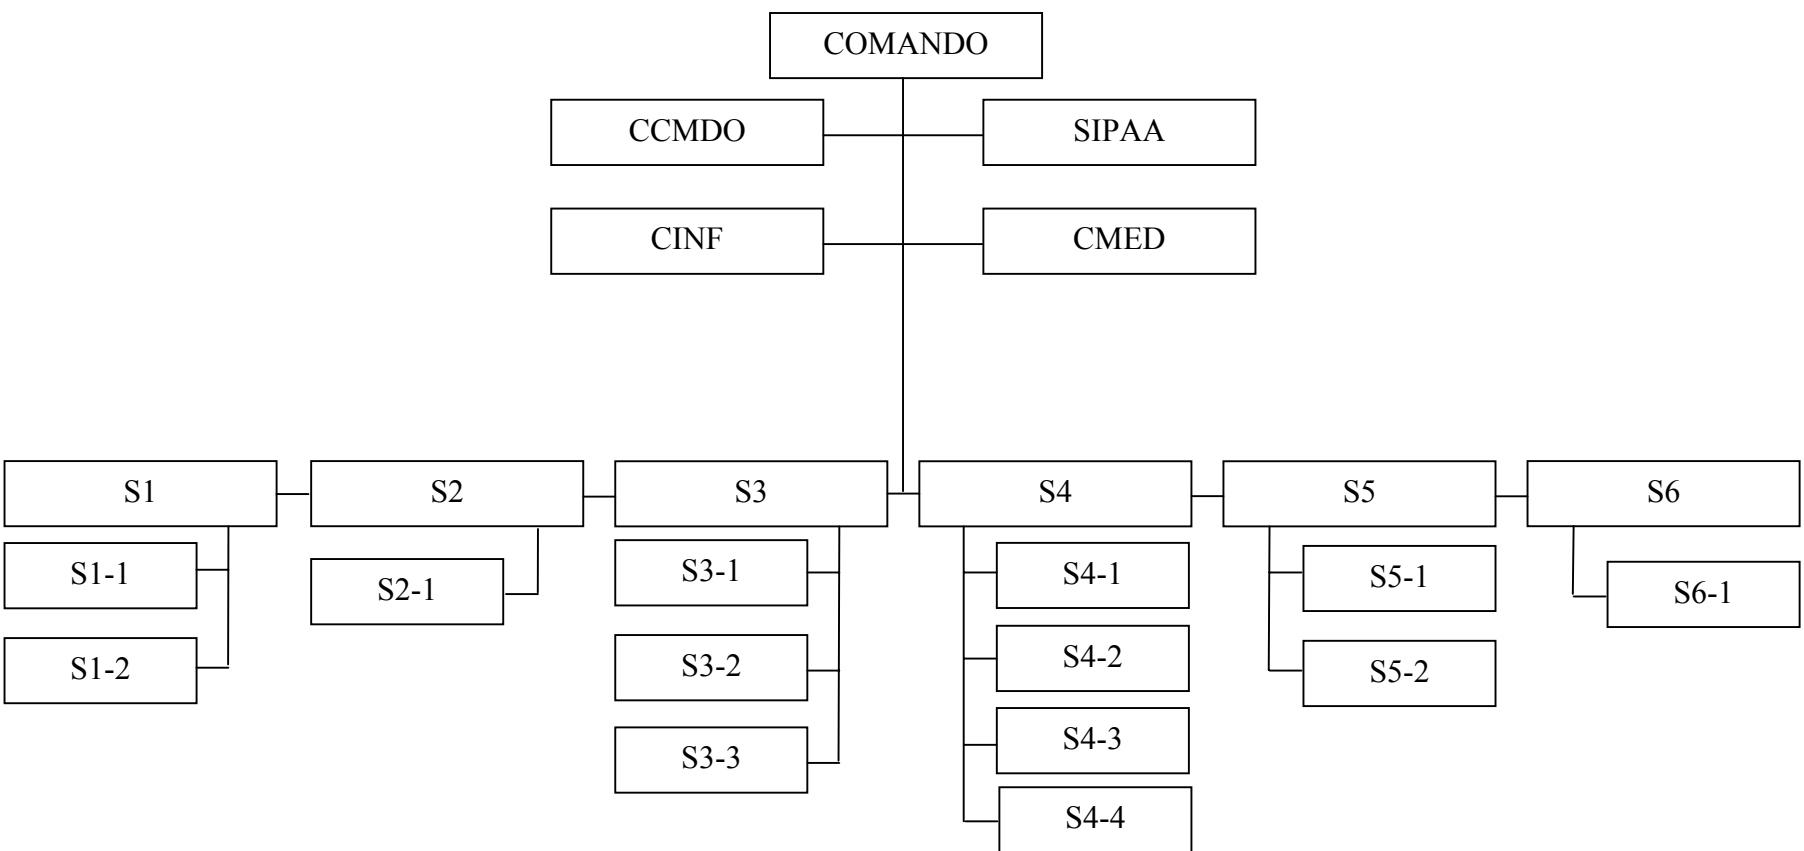 COMANDO
CCMDO
SIPAA
CINF
CMED
S1
S2
S3
S4
S5
S6
S1-1
S1-2
S2-1
S3-1
S3-2
S3-3
S4-1
S4-2
S4-3
S4-4
S5-1
S5-2
S6-1